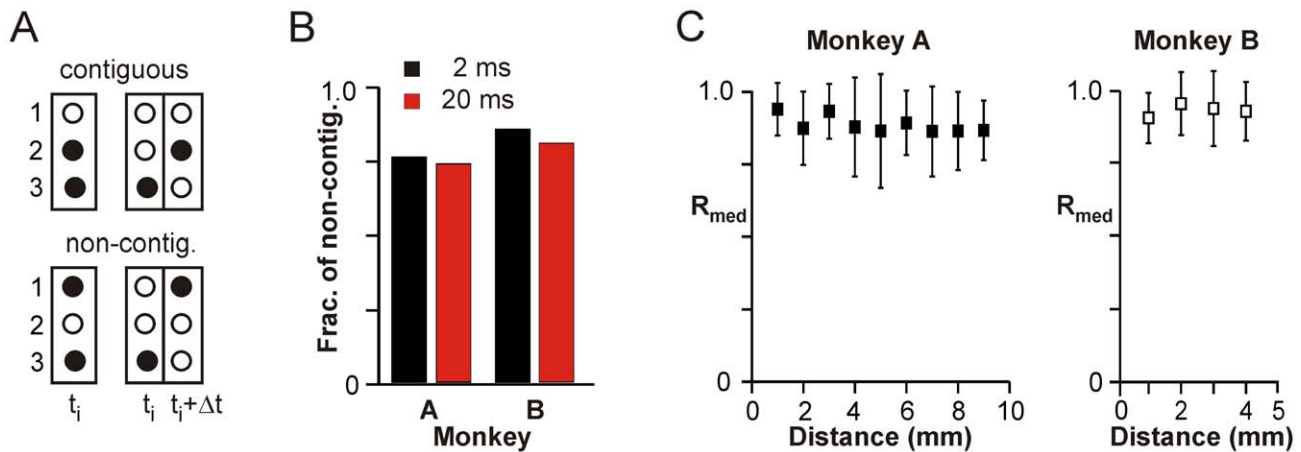 A
contiguous
1
2
3
non-contig.
1
2
3
t_i t_i t_i+Δt
B
2 ms
20 ms
1.0
Frac. of non-contig.
0
A B
Monkey
C
Monkey A
1.0
R_med
0
0 2 4 6 8 10
Distance (mm)
Monkey B
1.0
R_med
0
0 1 2 3 4 5
Distance (mm)